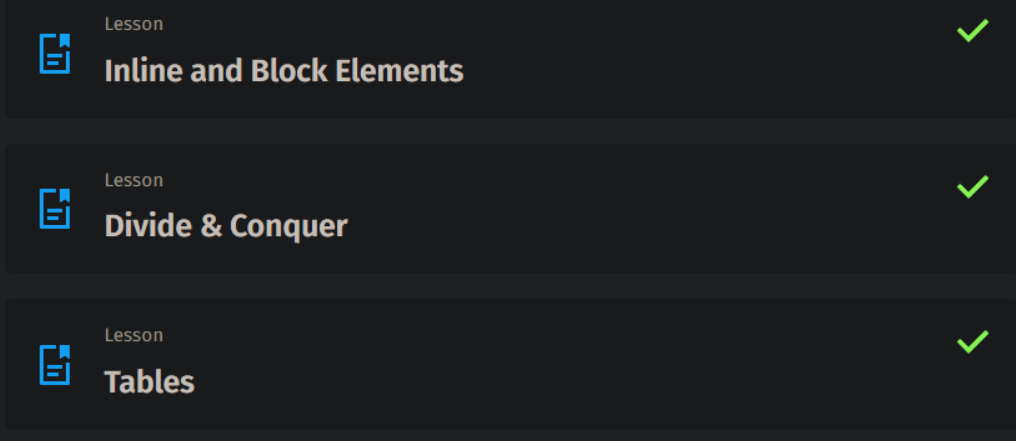 Lesson
Inline and Block Elements
Lesson
Divide & Conquer
Lesson
Tables